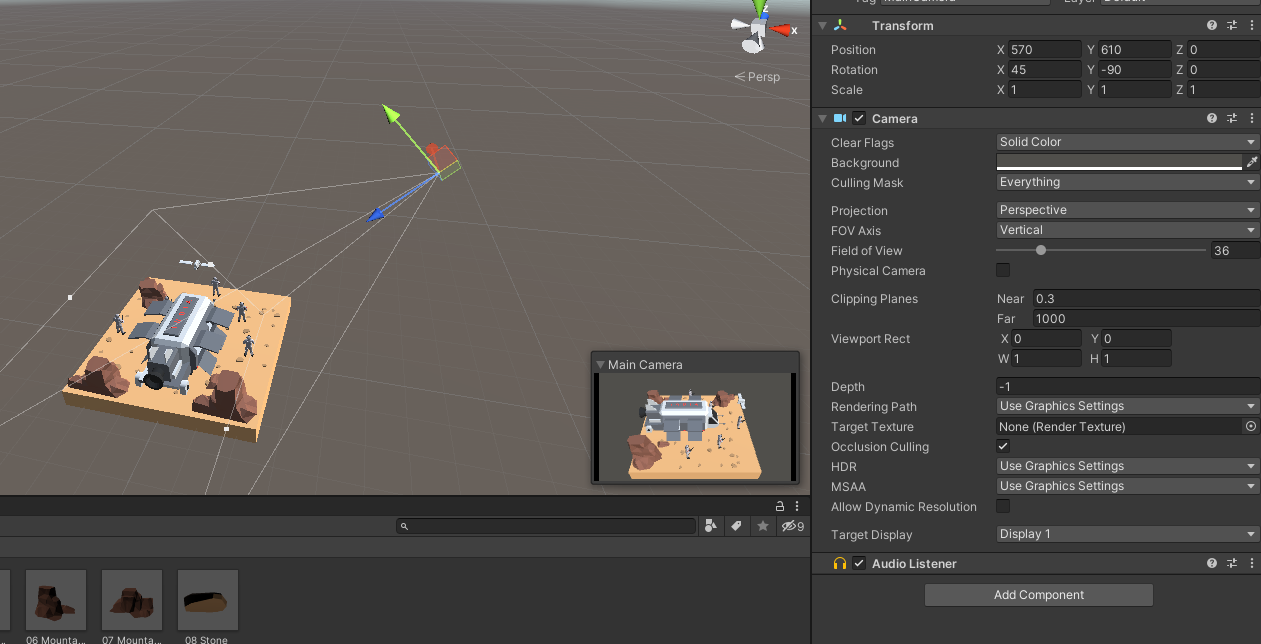 Tag MainCamera Layer Default
Transform
Position X 570 Y 610 Z 0
Rotation X 45 Y -90 Z 0
Scale X 1 Y 1 Z 1
z
x
< Persp
Camera
Clear Flags Solid Color
Background
Culling Mask Everything
Projection Perspective
FOV Axis Vertical
Field of View 36
Physical Camera
Clipping Planes Near 0.3
Far 1000
Viewport Rect X 0 Y 0
W 1 H 1
Main Camera
Depth -1
Rendering Path Use Graphics Settings
Target Texture None (Render Texture)
Occlusion Culling
HDR Use Graphics Settings
MSAA Use Graphics Settings
Allow Dynamic Resolution
Target Display Display 1
9
Audio Listener
Add Component
06 Mounta...
07 Mounta...
08 Stone